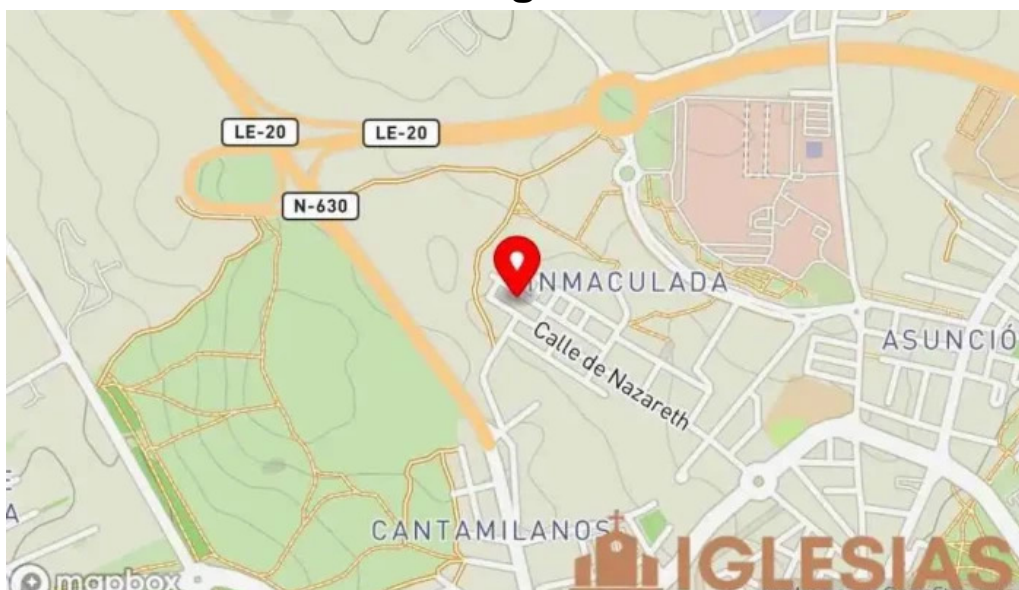 LE-20
LE-20
N-630
INMACULADA
Calle de Nazareth
ASUNCIÓ
CANTAMILANOS
A
mapbox
IGLESIAS